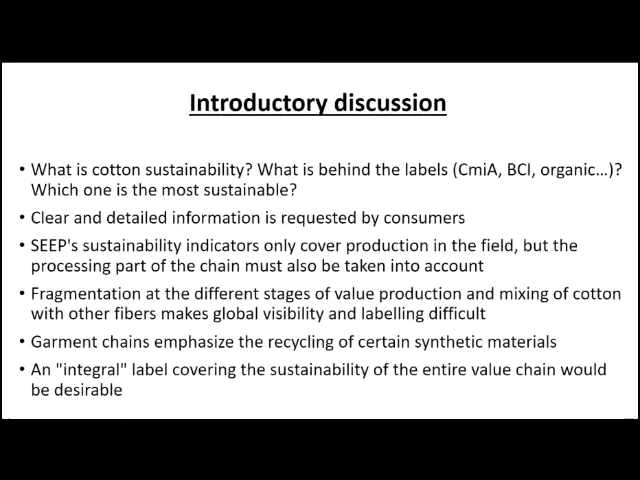 Introductory discussion
• What is cotton sustainability? What is behind the labels (CmiA, BCI, organic...)?
Which one is the most sustainable?
• Clear and detailed information is requested by consumers
• SEEP's sustainability indicators only cover production in the field, but the
processing part of the chain must also be taken into account
• Fragmentation at the different stages of value production and mixing of cotton
with other fibers makes global visibility and labelling difficult
• Garment chains emphasize the recycling of certain synthetic materials
• An "integral" label covering the sustainability of the entire value chain would
be desirable